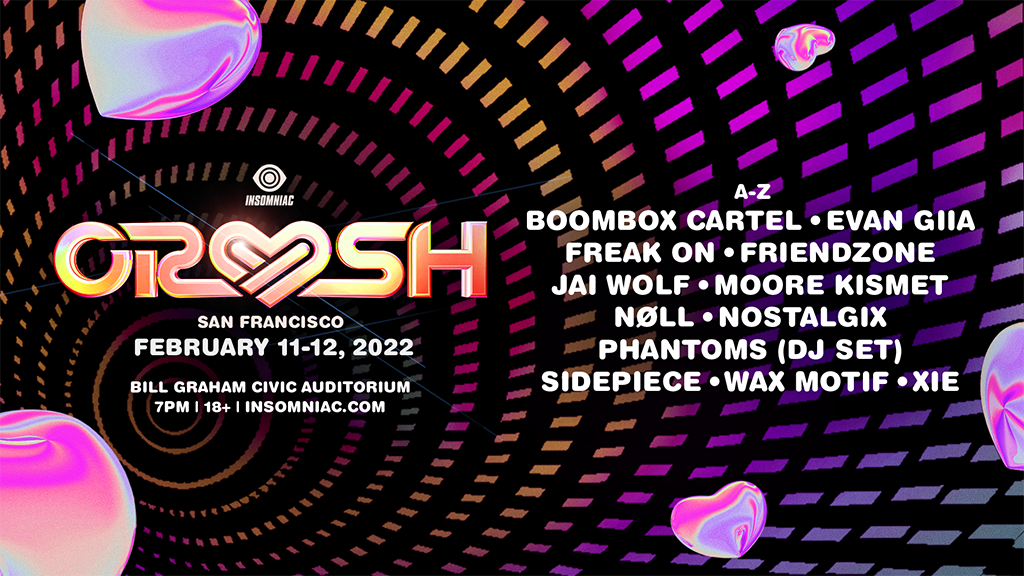 INSOMNIAC
CRUSH
SAN FRANCISCO
FEBRUARY 11-12, 2022
BILL GRAHAM CIVIC AUDITORIUM
7PM | 18+ | INSOMNIAC.COM
A-Z
BOOMBOX CARTEL • EVAN GIIA
FREAK ON • FRIENDZONE
JAI WOLF • MOORE KISMET
NØLL • NOSTALGIX
PHANTOMS (DJ SET)
SIDEPIECE • WAX MOTIF • XIE